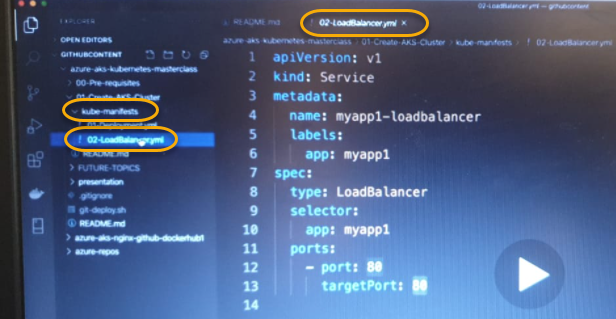 02-LoadBalancer.yml — githubcontent
EXPLORER
README.md
! 02-LoadBalancer.yml ×
OPEN EDITORS
GITHUBCONTENT
azure-aks-kubernetes-masterclass
00-Pre-requisites
01-Create-AKS-Cluster
kube-manifests
! 01-Deployment.yml
! 02-LoadBalancer.yml
README.md
FUTURE-TOPICS
presentation
.gitignore
git-deploy.sh
README.md
azure-aks-nginx-github-dockerhub1
azure-repos
azure-aks-kubernetes-masterclass > 01-Create-AKS-Cluster > kube-manifests > ! 02-LoadBalancer.yml
1 apiVersion: v1
2 kind: Service
3 metadata:
4 name: myapp1-loadbalancer
5 labels:
6 app: myapp1
7 spec:
8 type: LoadBalancer
9 selector:
10 app: myapp1
11 ports:
12 - port: 80
13 targetPort: 80
14